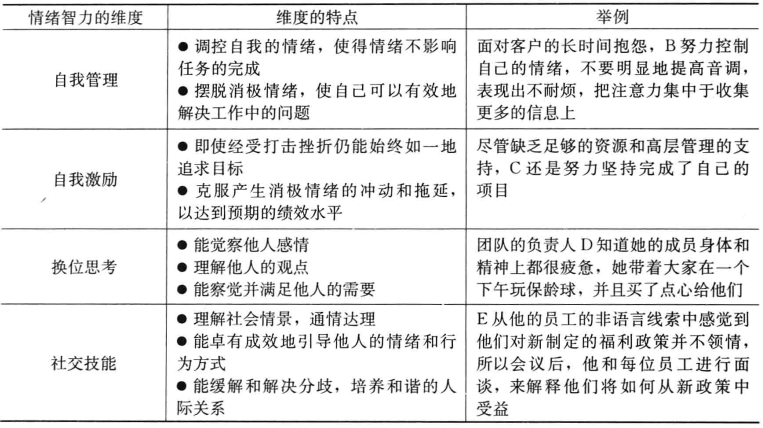 情绪智力的维度 维度的特点 举例
自我管理
● 调控自我的情绪，使得情绪不影响
任务的完成
● 摆脱消极情绪，使自己可以有效地
解决工作中的问题
面对客户的长时间抱怨，B 努力控制
自己的情绪，不要明显地提高音调，
表现出不耐烦，把注意力集中于收集
更多的信息上
自我激励
● 即使经受打击挫折仍能始终如一地
追求目标
● 克服产生消极情绪的冲动和拖延，
以达到预期的绩效水平
尽管缺乏足够的资源和高层管理的支
持，C 还是努力坚持完成了自己的
项目
换位思考
● 能觉察他人感情
● 理解他人的观点
● 能察觉并满足他人的需要
团队的负责人 D 知道她的成员身体和
精神上都很疲惫，她带着大家在一个
下午玩保龄球，并且买了点心给他们
社交技能
● 理解社会情景，通情达理
● 能卓有成效地引导他人的情绪和行
为方式
● 能缓解和解决分歧，培养和谐的人
际关系
E 从他的员工的非语言线索中感觉到
他们对新制定的福利政策并不领情，
所以会议后，他和每位员工进行面
谈，来解释他们将如何从新政策中
受益